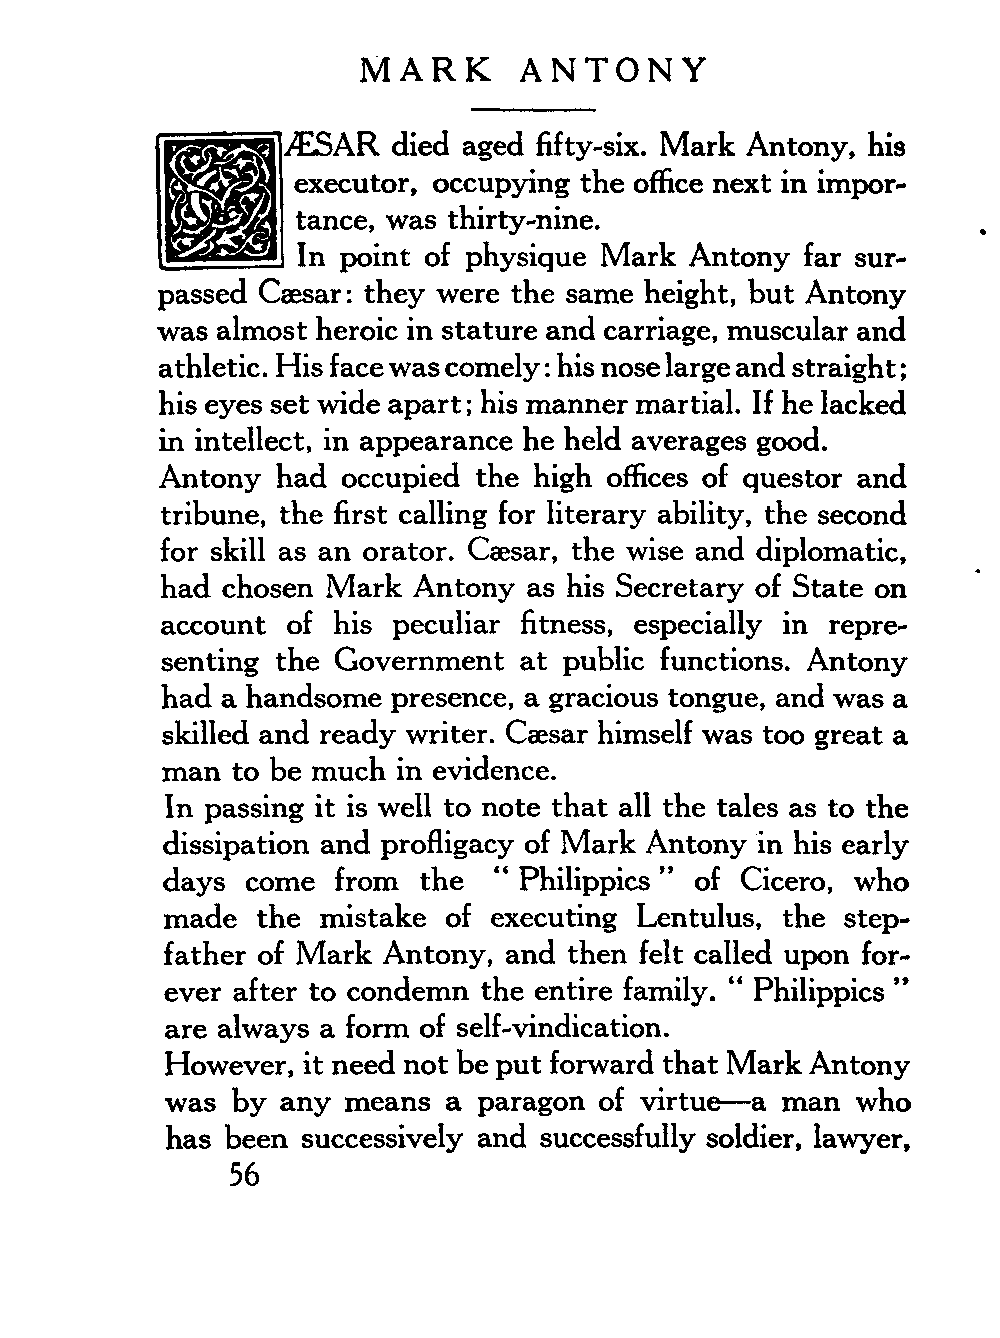 MARK ANTONY
CÆSAR died aged fifty-six. Mark Antony, his
executor, occupying the office next in impor-
tance, was thirty-nine.
In point of physique Mark Antony far sur-
passed Cæsar: they were the same height, but Antony
was almost heroic in stature and carriage, muscular and
athletic. His face was comely: his nose large and straight;
his eyes set wide apart; his manner martial. If he lacked
in intellect, in appearance he held averages good.
Antony had occupied the high offices of questor and
tribune, the first calling for literary ability, the second
for skill as an orator. Cæsar, the wise and diplomatic,
had chosen Mark Antony as his Secretary of State on
account of his peculiar fitness, especially in repre-
senting the Government at public functions. Antony
had a handsome presence, a gracious tongue, and was a
skilled and ready writer. Cæsar himself was too great a
man to be much in evidence.
In passing it is well to note that all the tales as to the
dissipation and profligacy of Mark Antony in his early
days come from the “ Philippics ” of Cicero, who
made the mistake of executing Lentulus, the step-
father of Mark Antony, and then felt called upon for-
ever after to condemn the entire family. “ Philippics ”
are always a form of self-vindication.
However, it need not be put forward that Mark Antony
was by any means a paragon of virtue—a man who
has been successively and successfully soldier, lawyer,
56